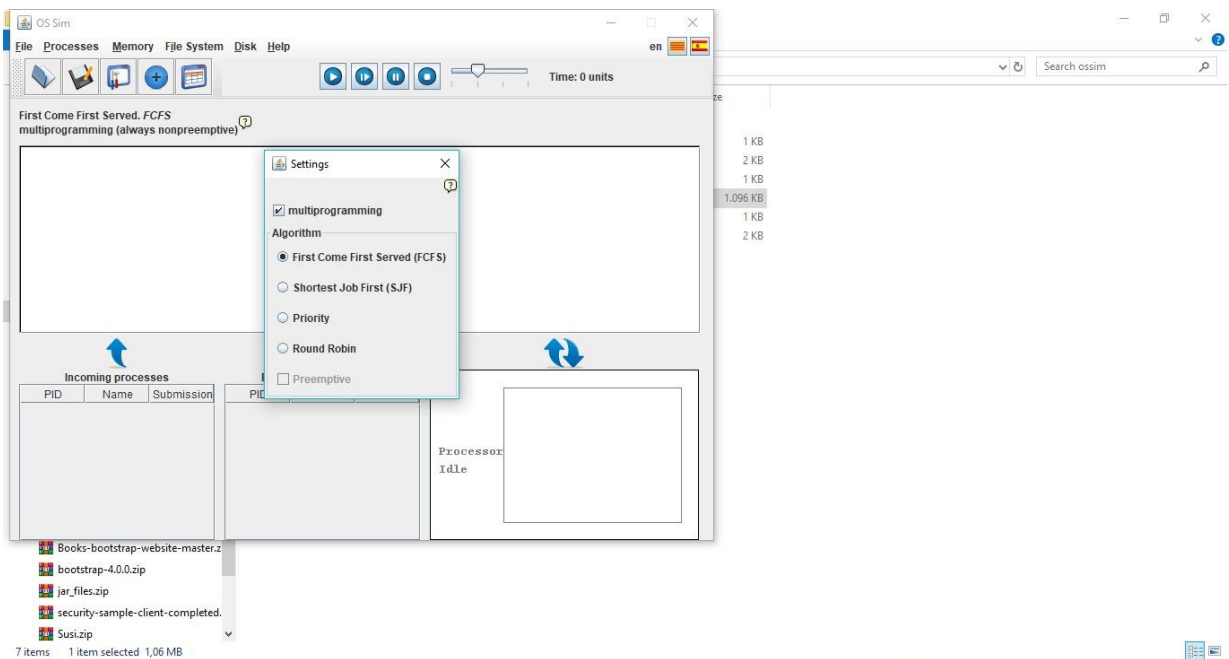 OS Sim
File Processes Memory File System Disk Help
en
Time: 0 units
First Come First Served. FCFS
multiprogramming (always nonpreemptive)
Settings
multiprogramming
Algorithm
First Come First Served (FCFS)
Shortest Job First (SJF)
Priority
Round Robin
Preemptive
Incoming processes
PID Name Submission
PID
Processor
Idle
Search ossim
ze
1 KB
2 KB
1 KB
1.096 KB
1 KB
2 KB
Books-bootstrap-website-master.z
bootstrap-4.0.0.zip
jar_files.zip
security-sample-client-completed.
Susi.zip
7 items 1 item selected 1,06 MB